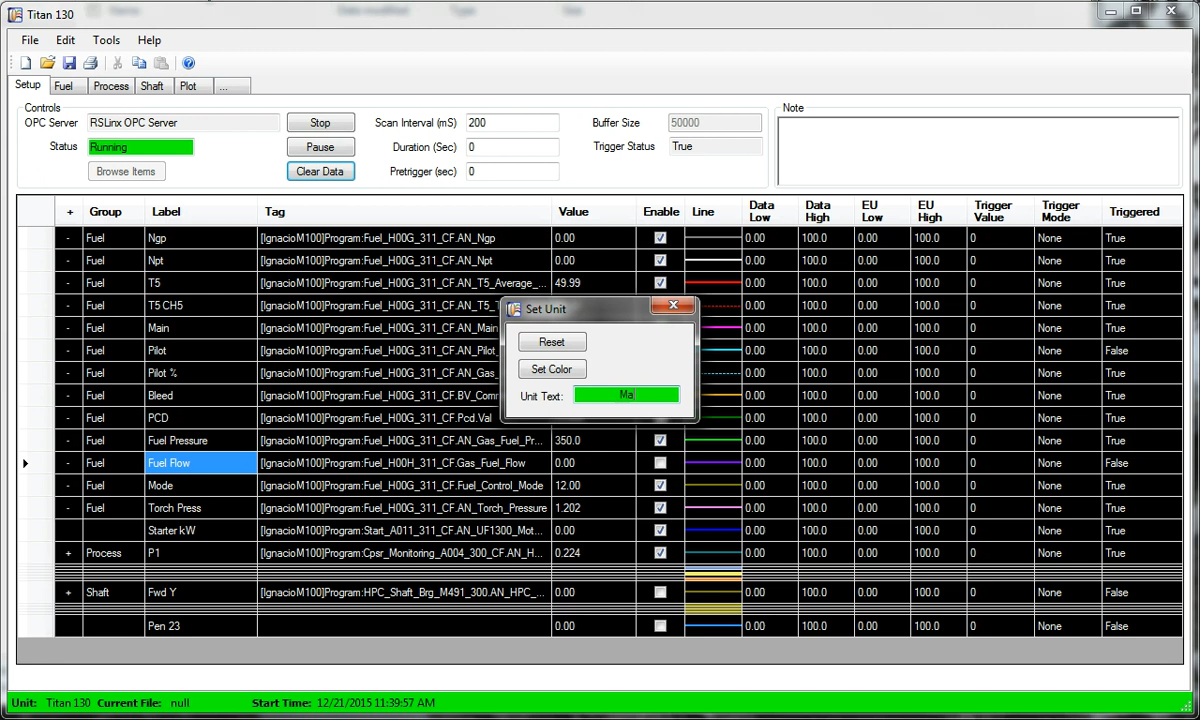 Titan 130
File Edit Tools Help
Setup Fuel Process Shaft Plot ...
Controls
OPC Server RSLinx OPC Server Stop Scan Interval (mS) 200 Buffer Size 50000
Status Running Pause Duration (Sec) 0 Trigger Status True
Browse Items Clear Data Pretrigger (sec) 0
Note
+ Group Label Tag Value Enable Line Data Low Data High EU Low EU High Trigger Value Trigger Mode Triggered
- Fuel Ngp [IgnacioM100]Program:Fuel_H00G_311_CF.AN_Ngp 0.00 0.00 100.0 0.00 100.0 0 None True
- Fuel Npt [IgnacioM100]Program:Fuel_H00G_311_CF.AN_Npt 0.00 0.00 100.0 0.00 100.0 0 None True
- Fuel T5 [IgnacioM100]Program:Fuel_H00G_311_CF.AN_T5_Average_... 49.99 0.00 100.0 0.00 100.0 0 None True
- Fuel T5 CH5 [IgnacioM100]Program:Fuel_H00G_311_CF.AN_T5_ 0.00 100.0 0.00 100.0 0 None True
- Fuel Main [IgnacioM100]Program:Fuel_H00G_311_CF.AN_Main 0.00 100.0 0.00 100.0 0 None True
- Fuel Pilot [IgnacioM100]Program:Fuel_H00G_311_CF.AN_Pilot_ 0.00 100.0 0.00 100.0 0 None False
- Fuel Pilot % [IgnacioM100]Program:Fuel_H00G_311_CF.AN_Gas_ 0.00 100.0 0.00 100.0 0 None True
- Fuel Bleed [IgnacioM100]Program:Fuel_H00G_311_CF.BV_Com 0.00 100.0 0.00 100.0 0 None True
- Fuel PCD [IgnacioM100]Program:Fuel_H00G_311_CF.Pcd.Val 0.00 100.0 0.00 100.0 0 None True
- Fuel Fuel Pressure [IgnacioM100]Program:Fuel_H00G_311_CF.AN_Gas_Fuel_Pr... 350.0 0.00 100.0 0.00 100.0 0 None True
- Fuel Fuel Flow [IgnacioM100]Program:Fuel_H00H_311_CF.Gas_Fuel_Flow 0.00 0.00 100.0 0.00 100.0 0 None False
- Fuel Mode [IgnacioM100]Program:Fuel_H00G_311_CF.Fuel_Control_Mode 12.00 0.00 100.0 0.00 100.0 0 None True
- Fuel Torch Press [IgnacioM100]Program:Fuel_H00G_311_CF.AN_Torch_Pressure 1.202 0.00 100.0 0.00 100.0 0 None True
Starter kW [IgnacioM100]Program:Start_A011_311_CF.AN_UF1300_Mot... 0.00 0.00 100.0 0.00 100.0 0 None True
+ Process P1 [IgnacioM100]Program:Cpsr_Monitoring_A004_300_CF.AN_H... 0.224 0.00 100.0 0.00 100.0 0 None True
+ Shaft Fwd Y [IgnacioM100]Program:HPC_Shaft_Brg_M491_300.AN_HPC_... 0.00 0.00 100.0 0.00 100.0 0 None False
Pen 23 0.00 0.00 100.0 0.00 100.0 0 None False
Set Unit
Reset
Set Color
Unit Text: Ma
Unit: Titan 130 Current File: null Start Time: 12/21/2015 11:39:57 AM